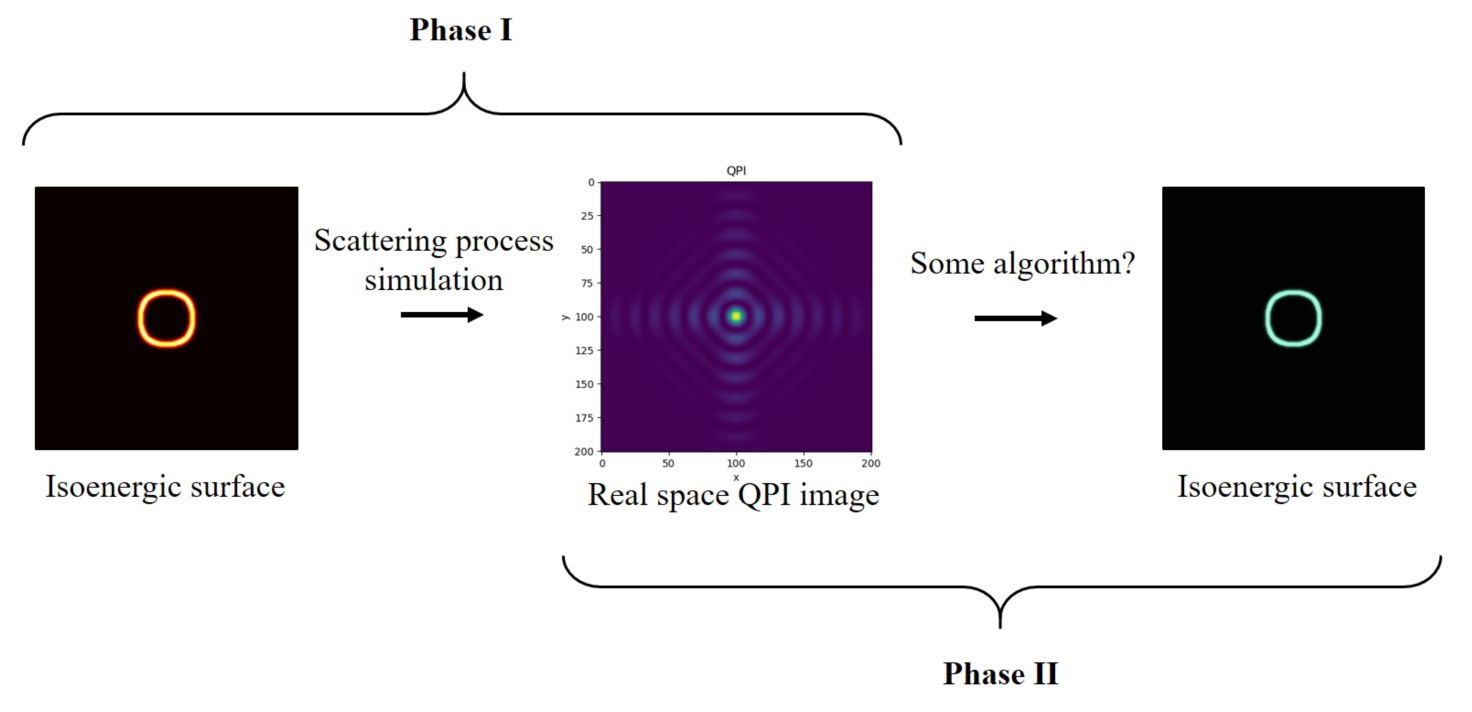 Phase I
Scattering process
simulation
QPI
0
25
50
75
100
125
150
175
200
y
0
50
100
150
200
x
Some algorithm?
Isoenergic surface
Real space QPI image
Isoenergic surface
Phase II